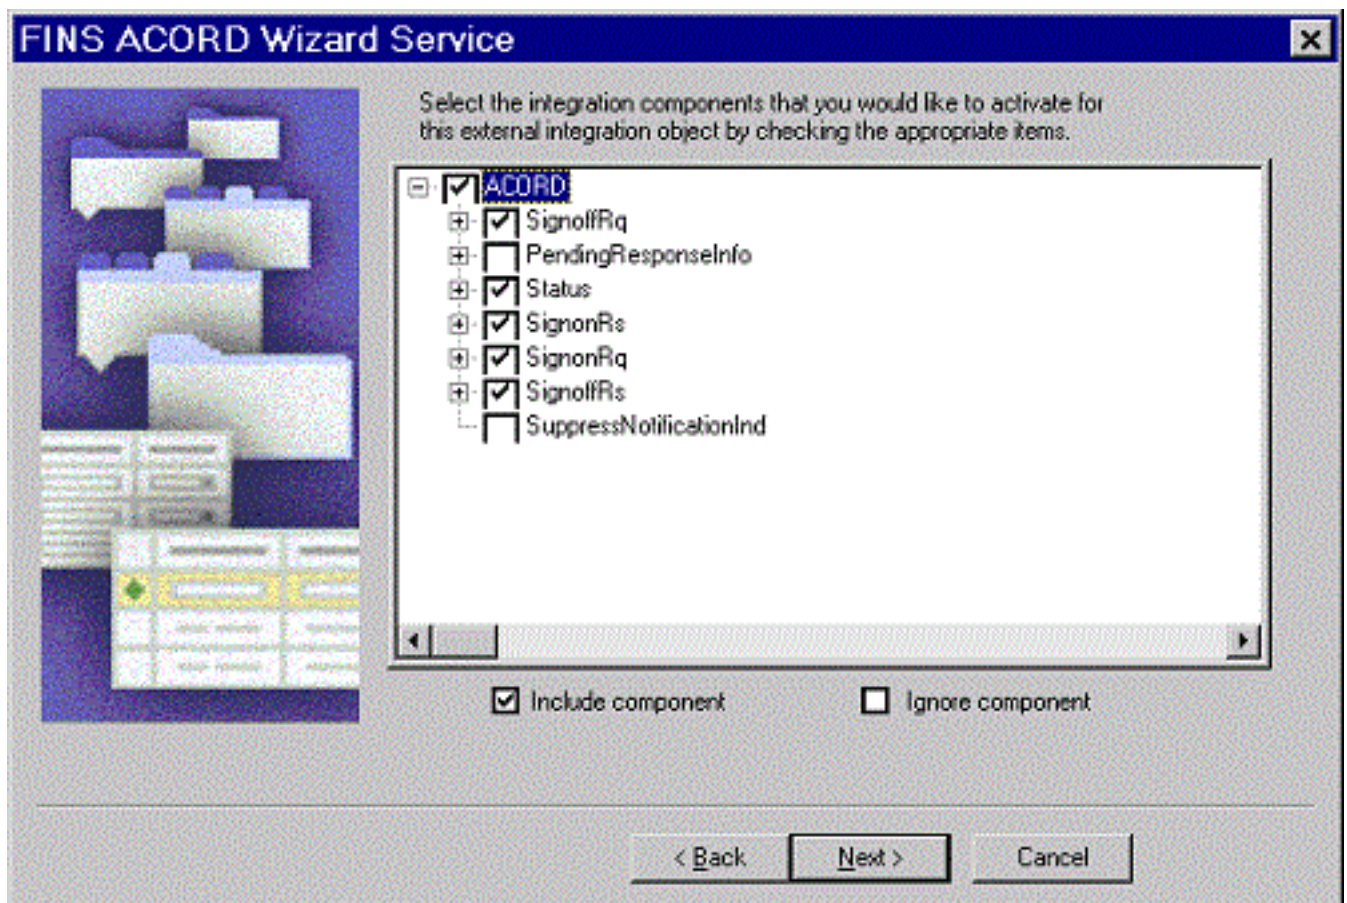 FINS ACORD Wizard Service
Select the integration components that you would like to activate for
this external integration object by checking the appropriate items.
ACORD
SignoffRq
PendingResponseInfo
Status
SignonRs
SignonRq
SignoffRs
SuppressNotificationInd
Include component
Ignore component
< Back
Next >
Cancel